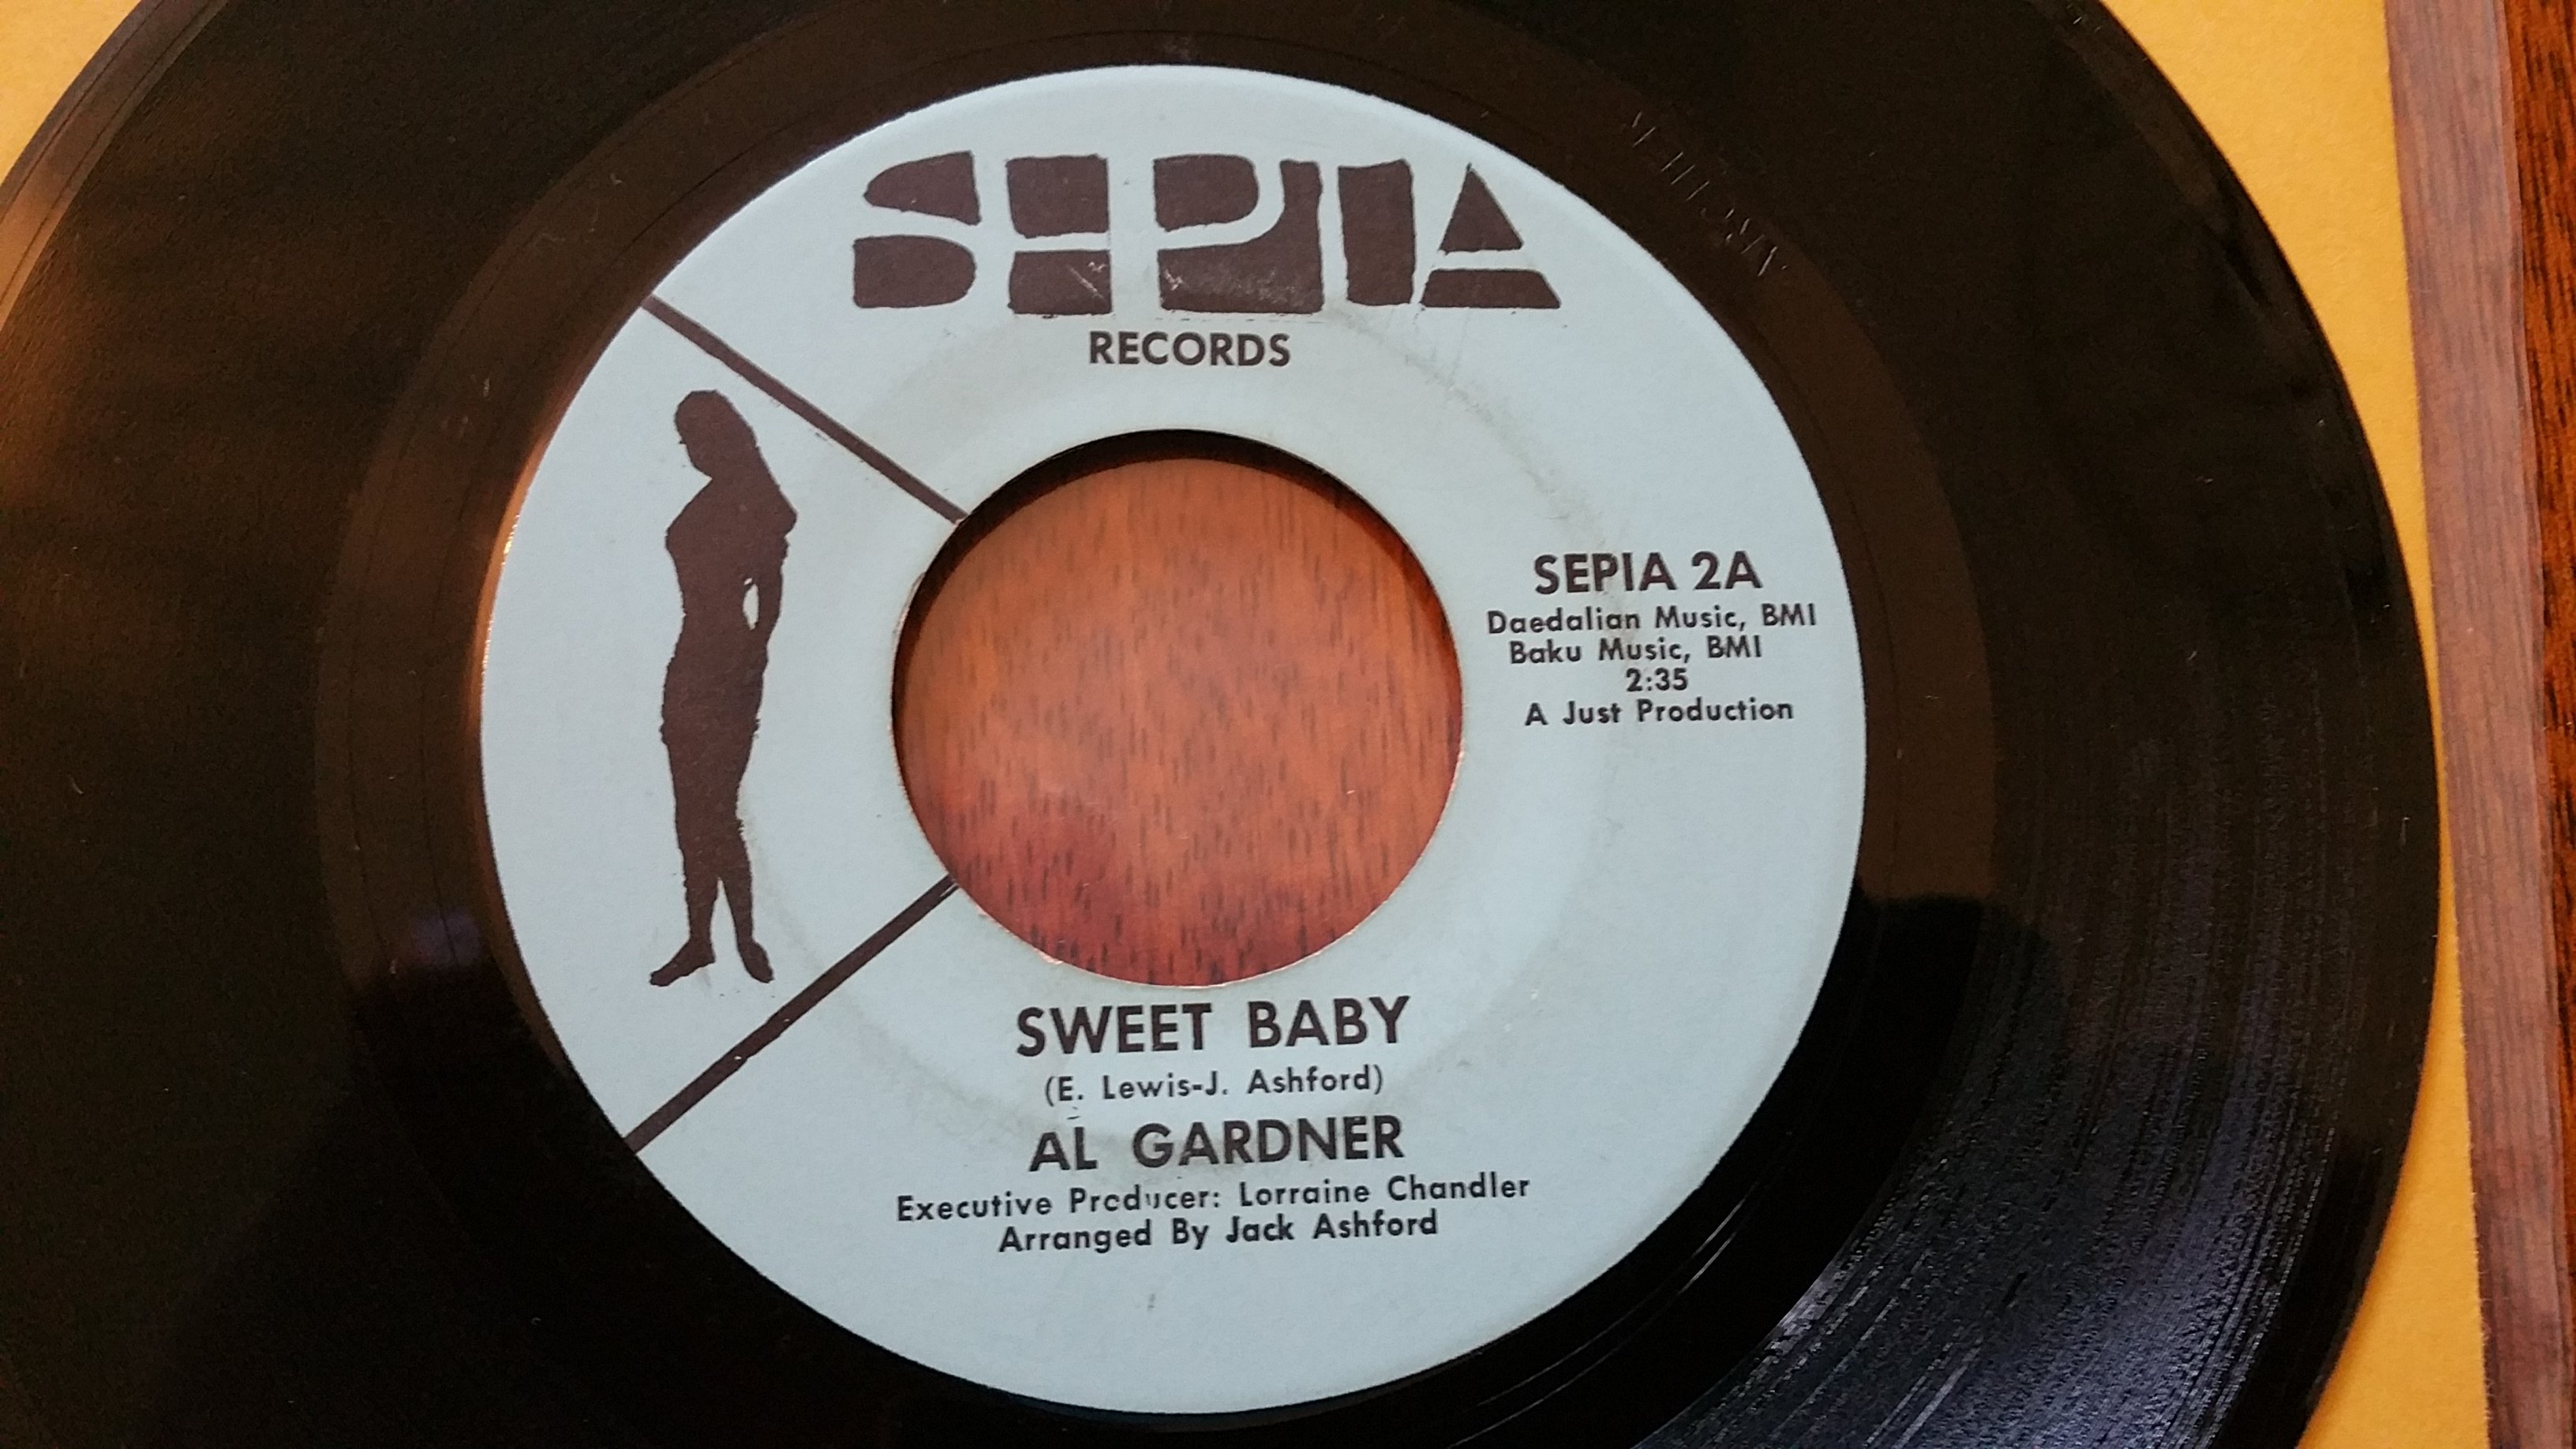 SEPIA
RECORDS
SEPIA 2A
Daedalian Music, BMI
Baku Music, BMI
2:35
A Just Production
SWEET BABY
(E. Lewis-J. Ashford)
AL GARDNER
Executive Producer: Lorraine Chandler
Arranged By Jack Ashford